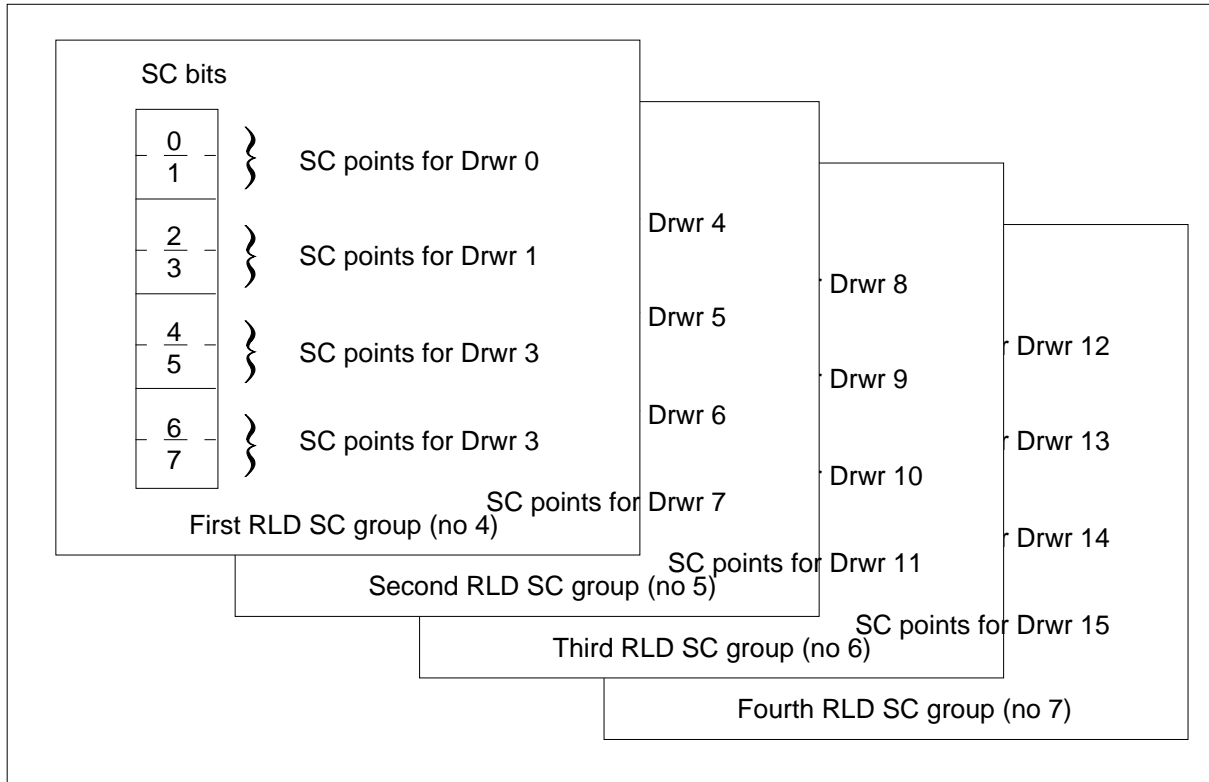 SC bits
0
1
SC points for Drwr 0
2
3
SC points for Drwr 1
4
5
SC points for Drwr 3
6
7
SC points for Drwr 3
First RLD SC group (no 4)
Drwr 4
Drwr 5
Drwr 6
SC points for Drwr 7
Second RLD SC group (no 5)
Drwr 8
Drwr 9
Drwr 10
SC points for Drwr 11
Third RLD SC group (no 6)
Drwr 12
Drwr 13
Drwr 14
SC points for Drwr 15
Fourth RLD SC group (no 7)